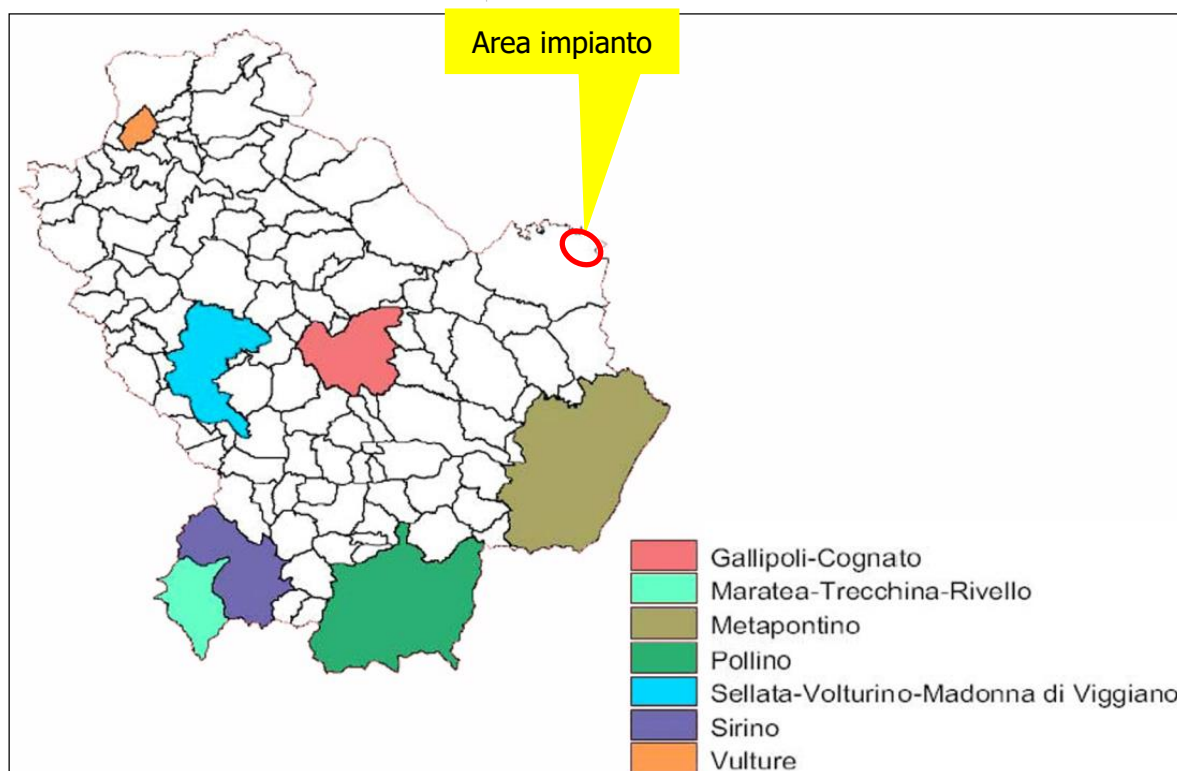 Area impianto
Gallipoli-Cognato
Maratea-Trecchina-Rivello
Metapontino
Pollino
Sellata-Volturino-Madonna di Viggiano
Sirino
Vulture